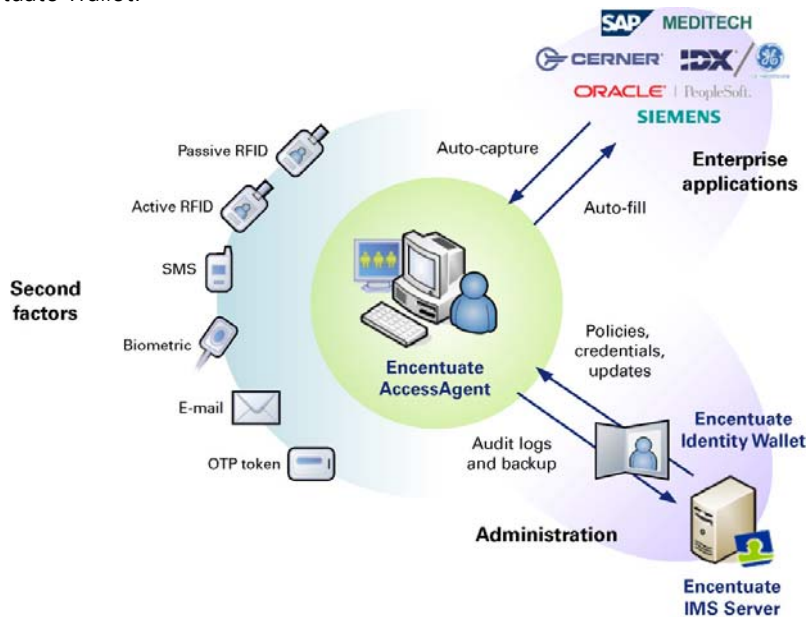 tuate Wallet.
SAP MEDITECH
CERNER IDX
ORACLE | PeopleSoft.
SIEMENS
Enterprise
applications
Auto-capture
Auto-fill
Passive RFID
Active RFID
SMS
Biometric
E-mail
OTP token
Second
factors
Encentuate
AccessAgent
Policies,
credentials,
updates
Audit logs
and backup
Encentuate
Identity Wallet
Administration
Encentuate
IMS Server